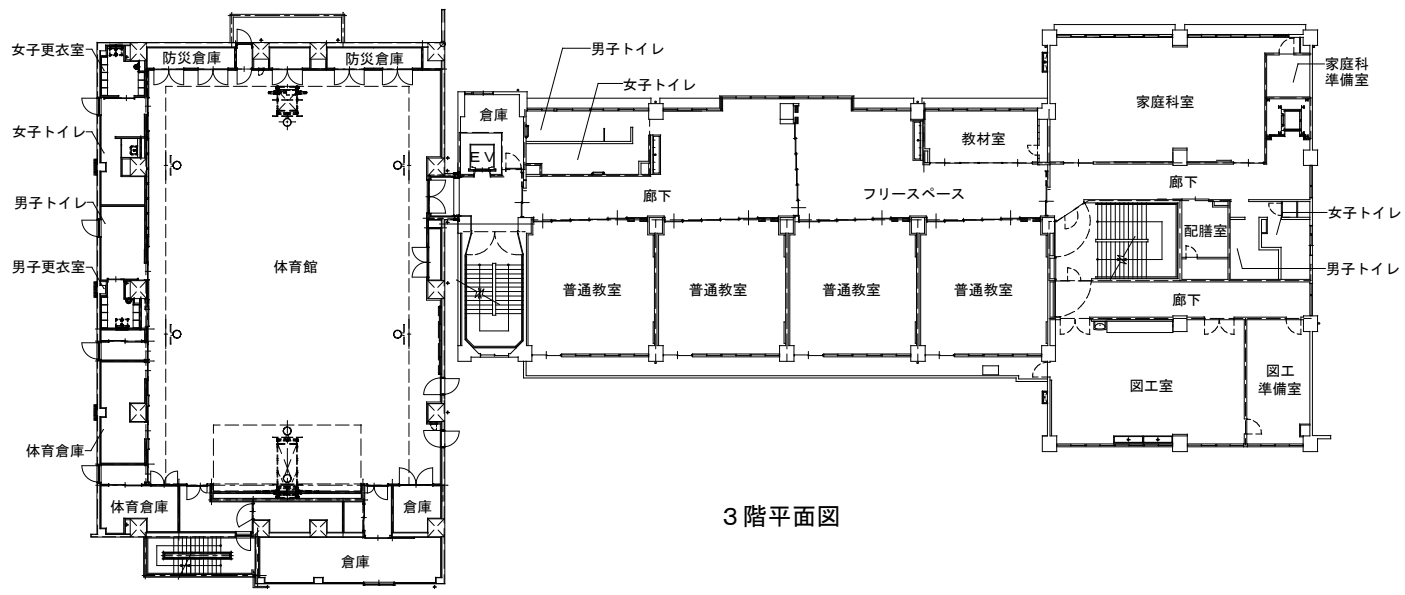 女子更衣室
防災倉庫
防災倉庫
女子トイレ
男子トイレ
男子更衣室
体育館
体育倉庫
体育倉庫
倉庫
倉庫
倉庫
EV
男子トイレ
女子トイレ
廊下
フリースペース
教材室
普通教室
普通教室
普通教室
普通教室
家庭科室
家庭科
準備室
廊下
配膳室
女子トイレ
男子トイレ
廊下
図工室
図工
準備室
3階平面図